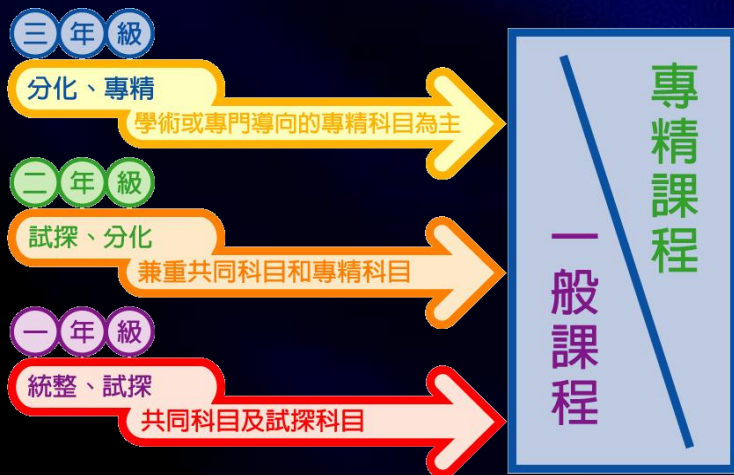 三年級
分化、專精
學術或專門導向的專精科目為主
二年級
試探、分化
兼重共同科目和專精科目
一年級
統整、試探
共同科目及試探科目
專精課程
一般課程